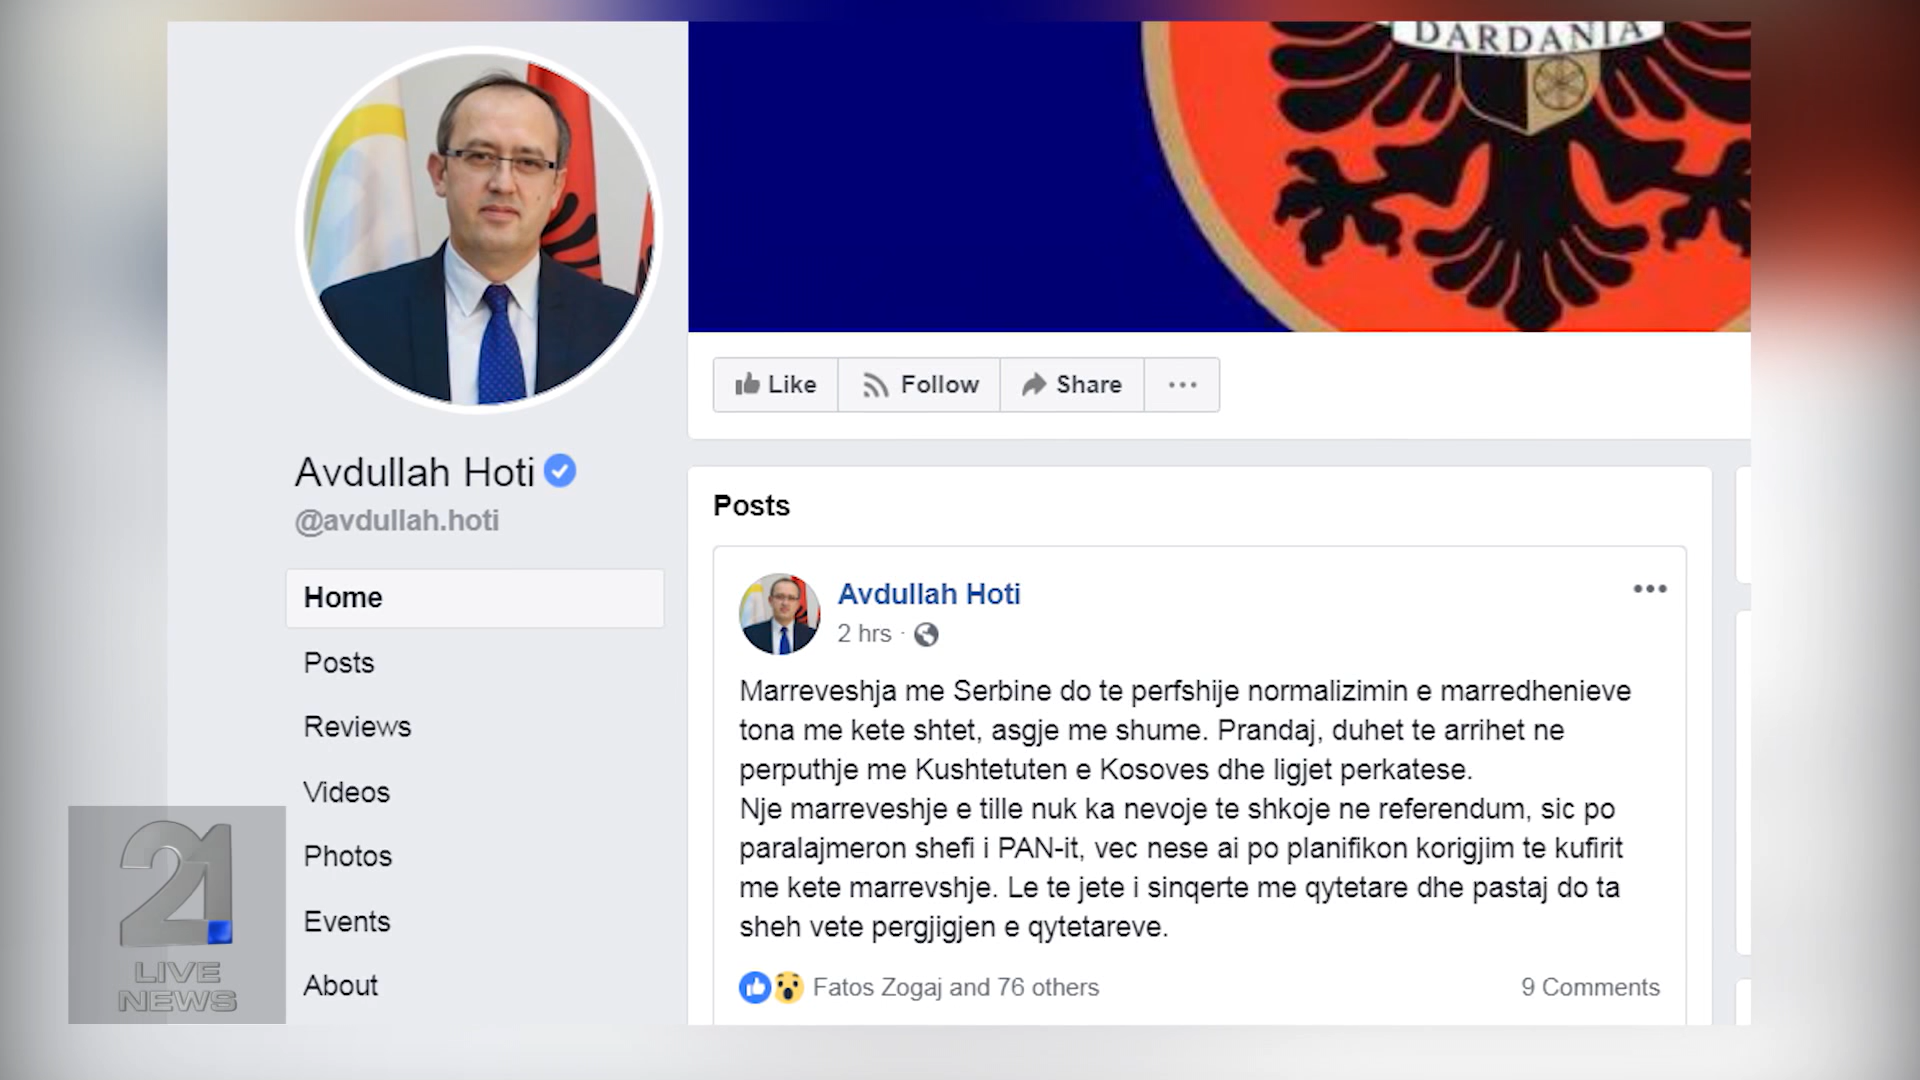 DARDANIA
Like
Follow
Share
Avdullah Hoti
@avdullah.hoti
Home
Posts
Reviews
Videos
Photos
Events
About
Posts
Avdullah Hoti
2 hrs ·
Marreveshja me Serbine do te perfshije normalizimin e marredhenieve
tona me kete shtet, asgje me shume. Prandaj, duhet te arrihet ne
perputhje me Kushtetuten e Kosoves dhe ligjet perkatese.
Nje marreveshje e tille nuk ka nevoje te shkoje ne referendum, sic po
paralajmeron shefi i PAN-it, vec nese ai po planifikon korigjim te kufirit
me kete marrevshje. Le te jete i sinqerte me qytetare dhe pastaj do ta
sheh vete pergjigjen e qytetareve.
Fatos Zogaj and 76 others
9 Comments
21
LIVE
NEWS